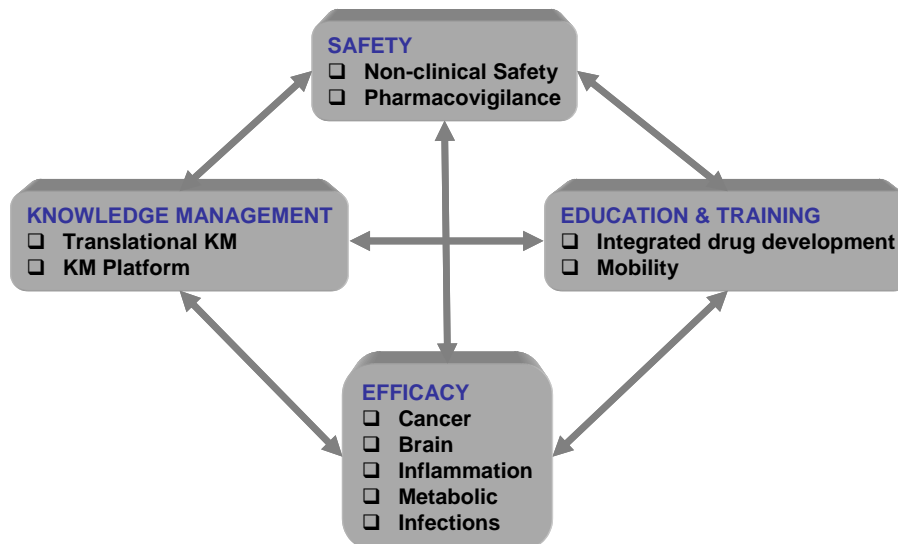 SAFETY
❑ Non-clinical Safety
❑ Pharmacovigilance
KNOWLEDGE MANAGEMENT
❑ Translational KM
❑ KM Platform
EDUCATION & TRAINING
❑ Integrated drug development
❑ Mobility
EFFICACY
❑ Cancer
❑ Brain
❑ Inflammation
❑ Metabolic
❑ Infections